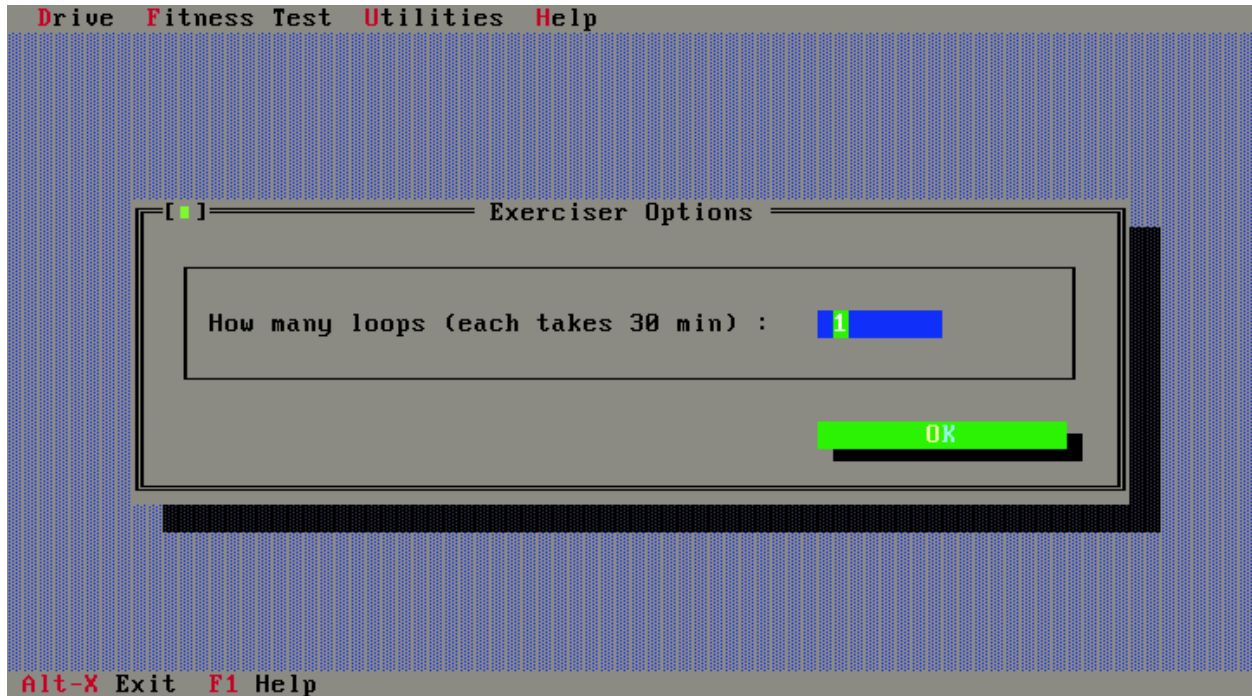 Drive Fitness Test Utilities Help
[■] Exerciser Options
How many loops (each takes 30 min) : 1
OK
Alt-X Exit F1 Help